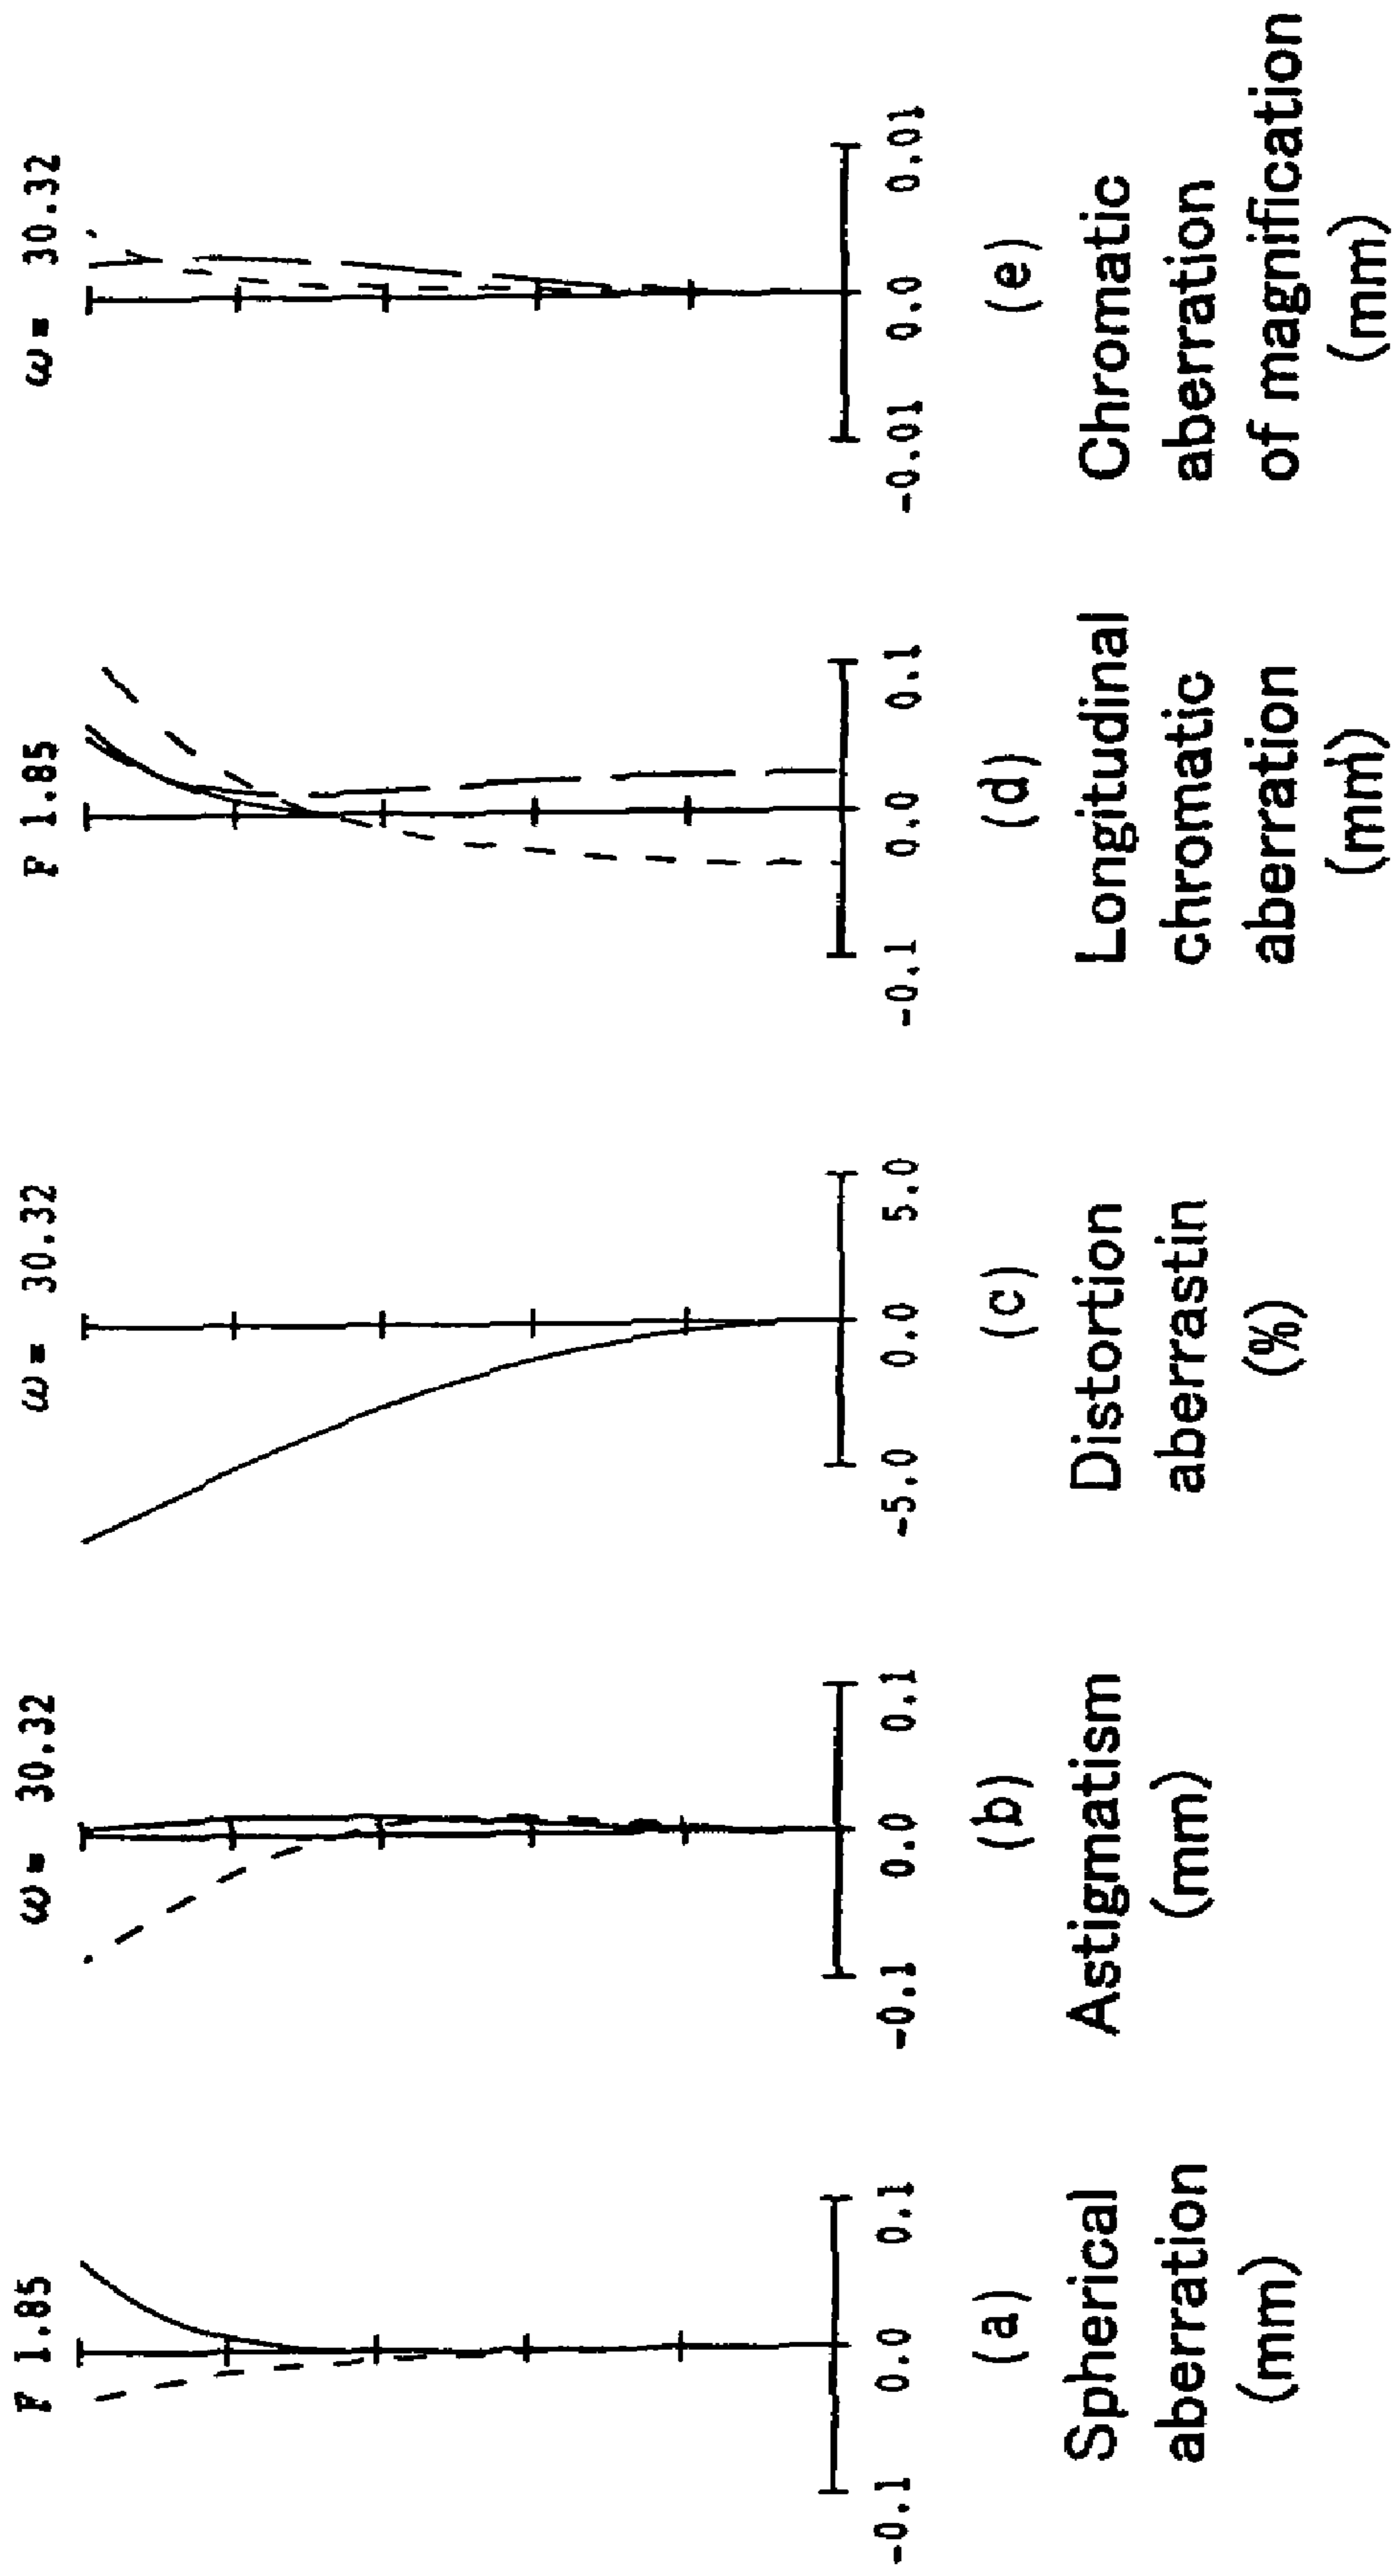 F 1.85
-0.1 0.0 0.1
(a)
Spherical
aberration
(mm)
ω= 30.32
-0.1 0.0 0.1
(b)
Astigmatism
(mm)
ω= 30.32
-5.0 0.0 5.0
(c)
Distortion
aberrastin
(%)
F 1.85
-0.1 0.0 0.1
(d)
Longitudinal
chromatic
aberration
(mm)
ω= 30.32
-0.01 0.0 0.01
(e)
Chromatic
aberration
of magnification
(mm)